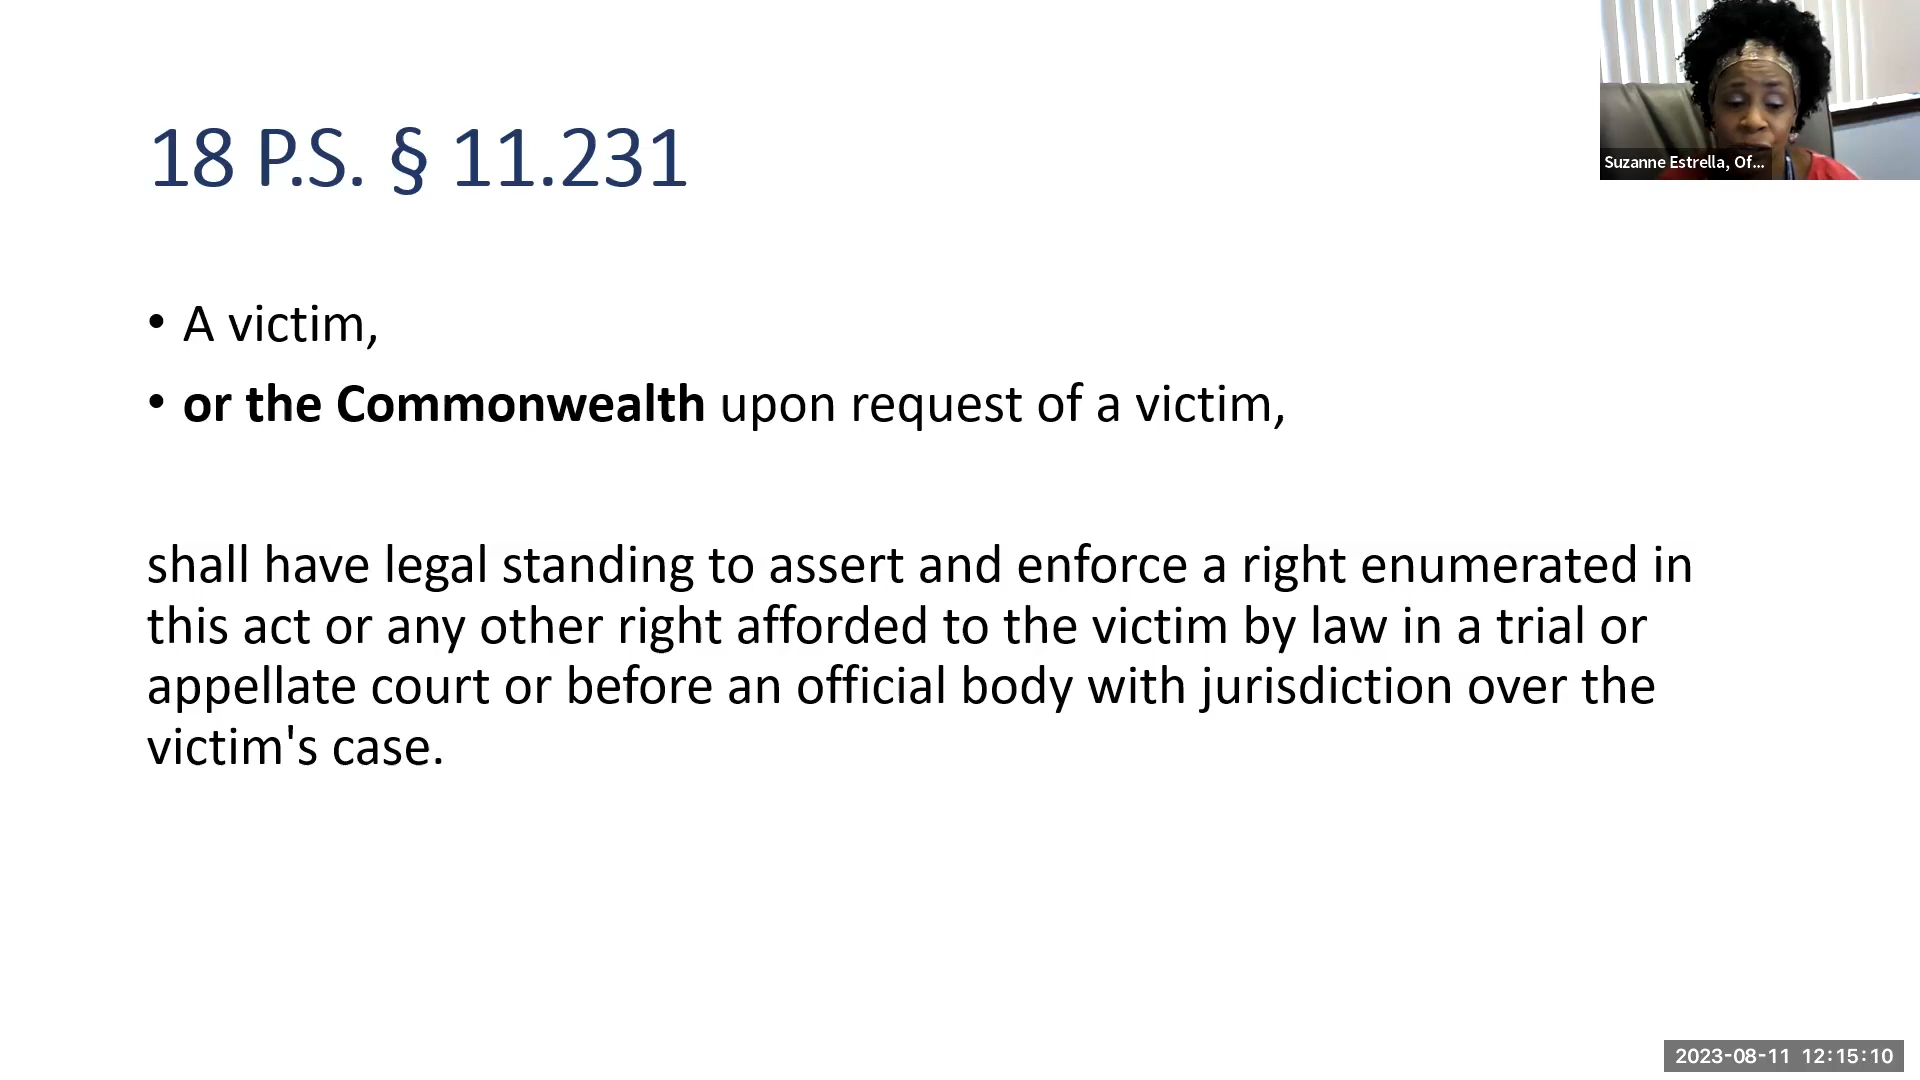 18 P.S. § 11.231
Suzanne Estrella, Of...
• A victim,
• or the Commonwealth upon request of a victim,
shall have legal standing to assert and enforce a right enumerated in
this act or any other right afforded to the victim by law in a trial or
appellate court or before an official body with jurisdiction over the
victim's case.
2023-08-11 12:15:10